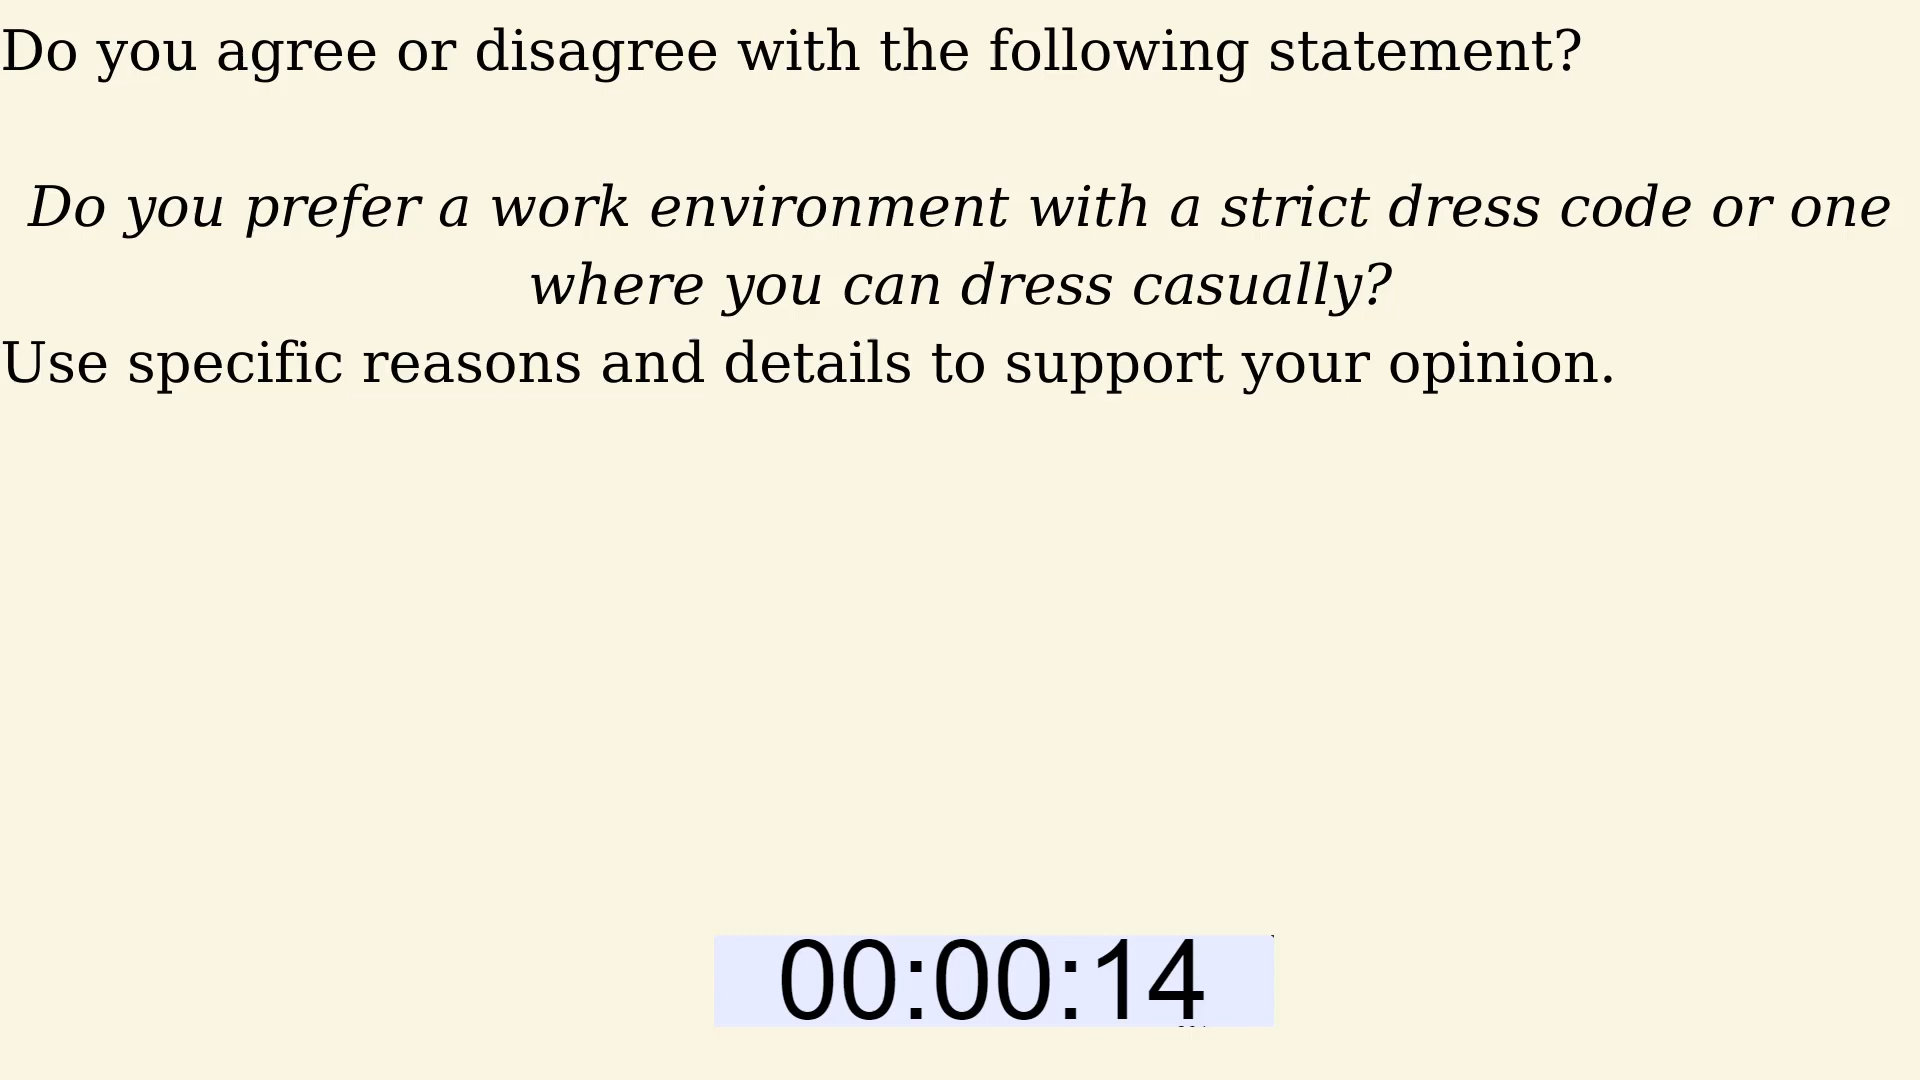 Do you agree or disagree with the following statement?
Do you prefer a work environment with a strict dress code or one
where you can dress casually?
Use specific reasons and details to support your opinion.
00:00:14